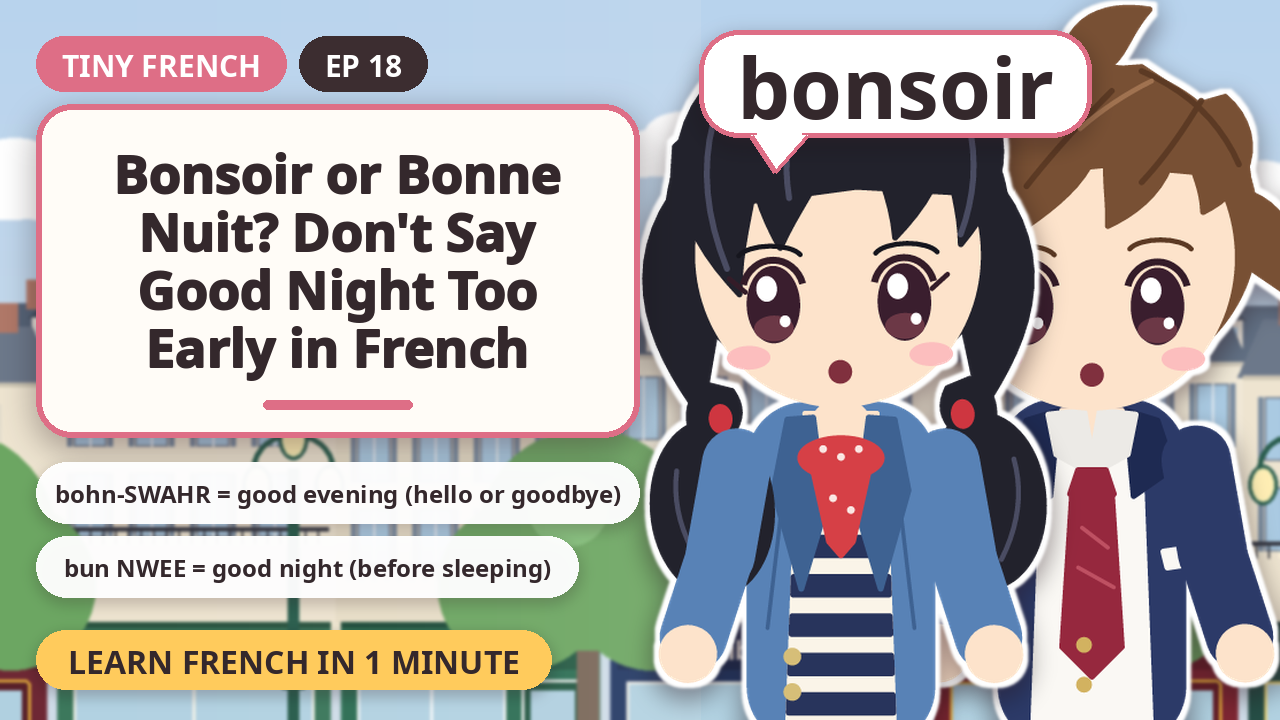 TINY FRENCH
EP 18
bonsoir
Bonsoir or Bonne
Nuit? Don't Say
Good Night Too
Early in French
bohn-SWAHR = good evening (hello or goodbye)
bun NWEE = good night (before sleeping)
LEARN FRENCH IN 1 MINUTE